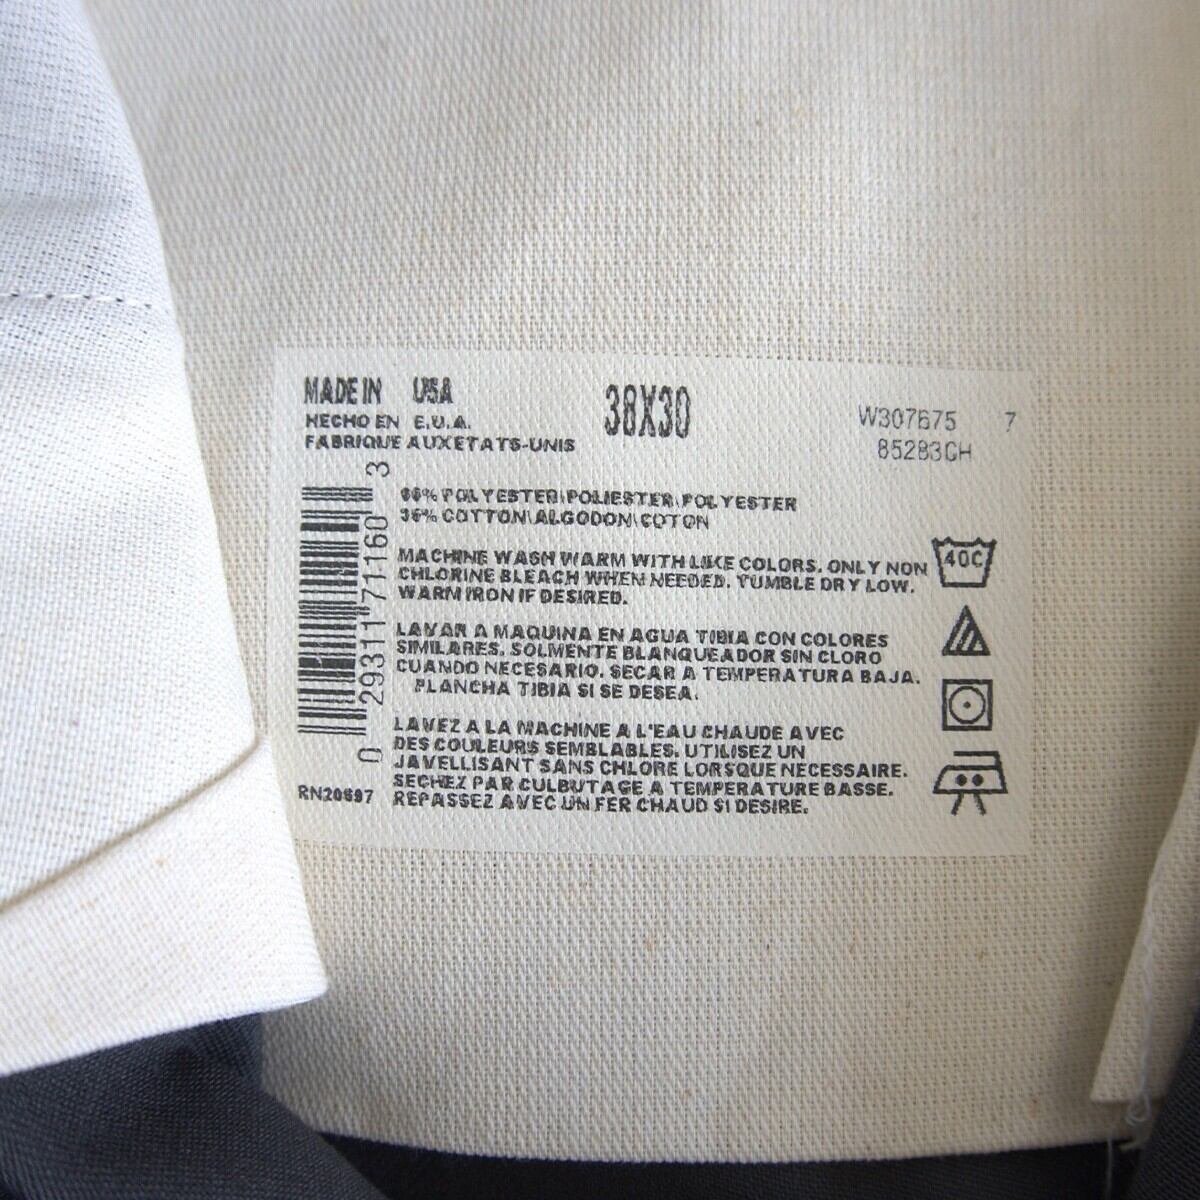 MADE IN USA
HECHO EN E.U.A.
FABRIQUE AUX ETATS-UNIS
38X30
W307675 7
85283CH
POLYESTER\POLIESTER\POLYESTER
COTTON\ALGODON\COTON
MACHINE WASH WARM WITH LIKE COLORS. ONLY NON
CHLORINE BLEACH WHEN NEEDED. TUMBLE DRY LOW.
WARM IRON IF DESIRED.
LAVAR A MAQUINA EN AGUA TIBIA CON COLORES
SIMILARES. SOLMENTE BLANQUEADOR SIN CLORO
CUANDO NECESARIO. SECAR A TEMPERATURA BAJA.
PLANCHA TIBIA SI SE DESEA.
LAVEZ A LA MACHINE A L'EAU CHAUDE AVEC
DES COULEURS SEMBLABLES. UTILISEZ UN
JAVELLISANT SANS CHLORE LORSQUE NECESSAIRE.
SECHEZ PAR CULBUTAGE A TEMPERATURE BASSE.
REPASSEZ AVEC UN FER CHAUD SI DESIRE.
0 29311 71160 3
RN20697
40C